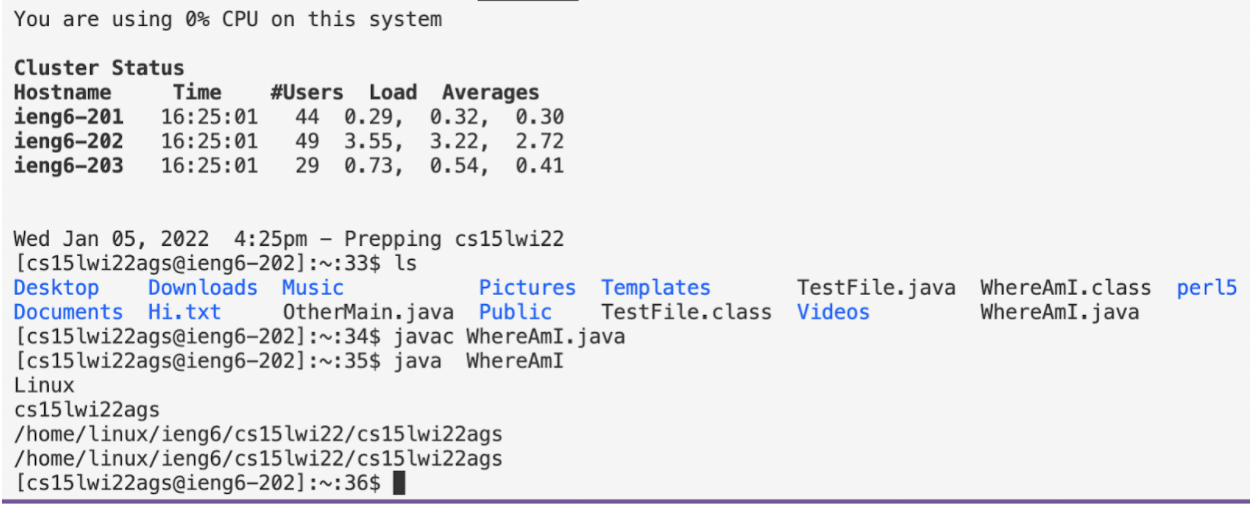 You are using 0% CPU on this system
Cluster Status
Hostname Time #Users Load Averages
ieng6-201 16:25:01 44 0.29, 0.32, 0.30
ieng6-202 16:25:01 49 3.55, 3.22, 2.72
ieng6-203 16:25:01 29 0.73, 0.54, 0.41
Wed Jan 05, 2022 4:25pm - Prepping cs15lwi22
[cs15lwi22ags@ieng6-202]:~:33$ ls
Desktop Downloads Music Pictures Templates TestFile.java WhereAmI.class perl5
Documents Hi.txt OtherMain.java Public TestFile.class Videos WhereAmI.java
[cs15lwi22ags@ieng6-202]:~:34$ javac WhereAmI.java
[cs15lwi22ags@ieng6-202]:~:35$ java WhereAmI
Linux
cs15lwi22ags
/home/linux/ieng6/cs15lwi22/cs15lwi22ags
/home/linux/ieng6/cs15lwi22/cs15lwi22ags
[cs15lwi22ags@ieng6-202]:~:36$